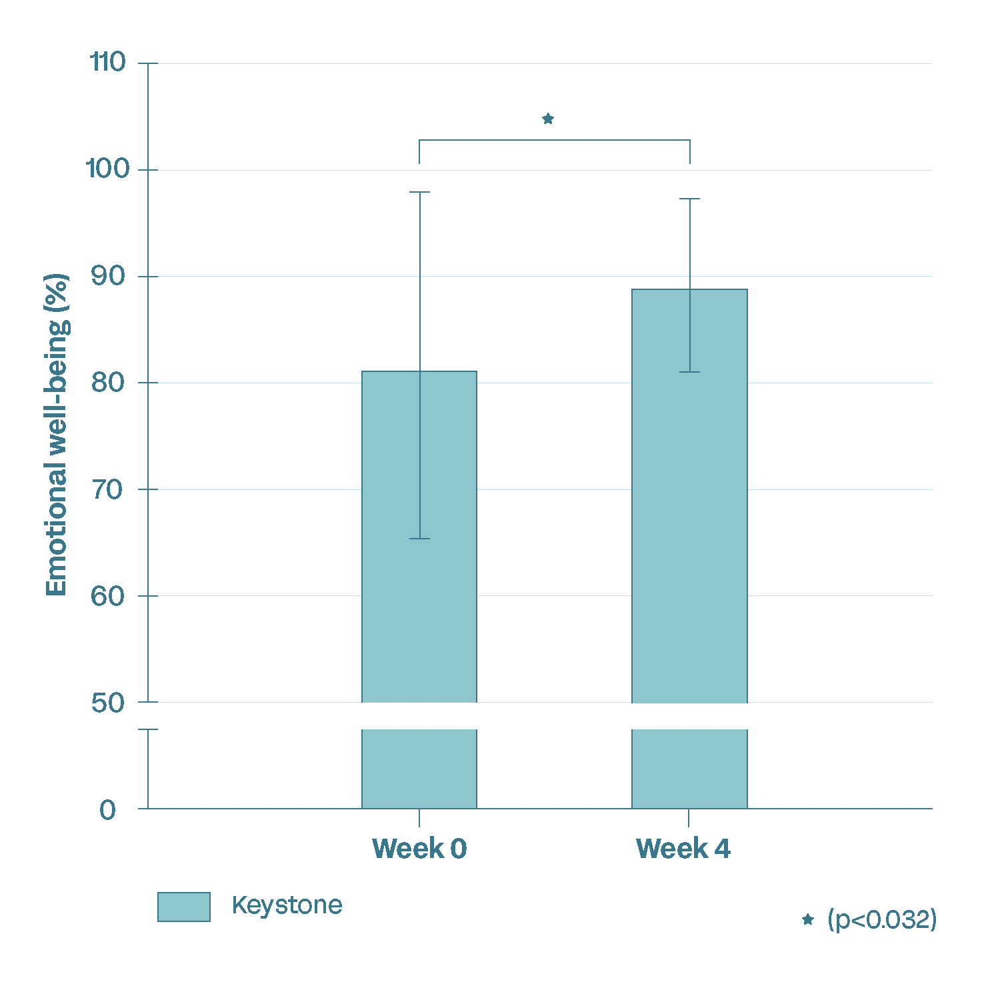 110
100
90
80
70
60
50
0
Emotional well-being (%)
★
Week 0
Week 4
Keystone
★ (p<0.032)